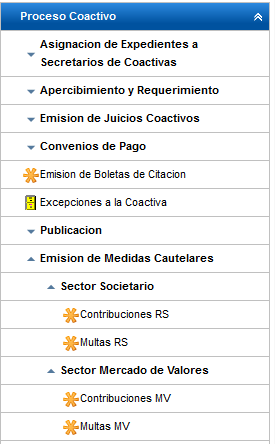 Proceso Coactivo
Asignacion de Expedientes a
Secretarios de Coactivas
Apercibimiento y Requerimiento
Emision de Juicios Coactivos
Convenios de Pago
Emision de Boletas de Citacion
Excepciones a la Coactiva
Publicacion
Emision de Medidas Cautelares
Sector Societario
Contribuciones RS
Multas RS
Sector Mercado de Valores
Contribuciones MV
Multas MV